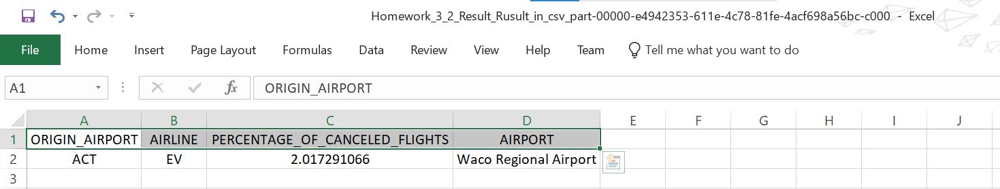 Homework_3_2_Result_Rusult_in_csv_part-00000-e4942353-611e-4c78-81fe-4acf698a56bc-c000 - Excel
File Home Insert Page Layout Formulas Data Review View Help Team Tell me what you want to do
A1 fx ORIGIN_AIRPORT
A B C D E F G H I J
1 ORIGIN_AIRPORT AIRLINE PERCENTAGE_OF_CANCELED_FLIGHTS AIRPORT
2 ACT EV 2.017291066 Waco Regional Airport
3